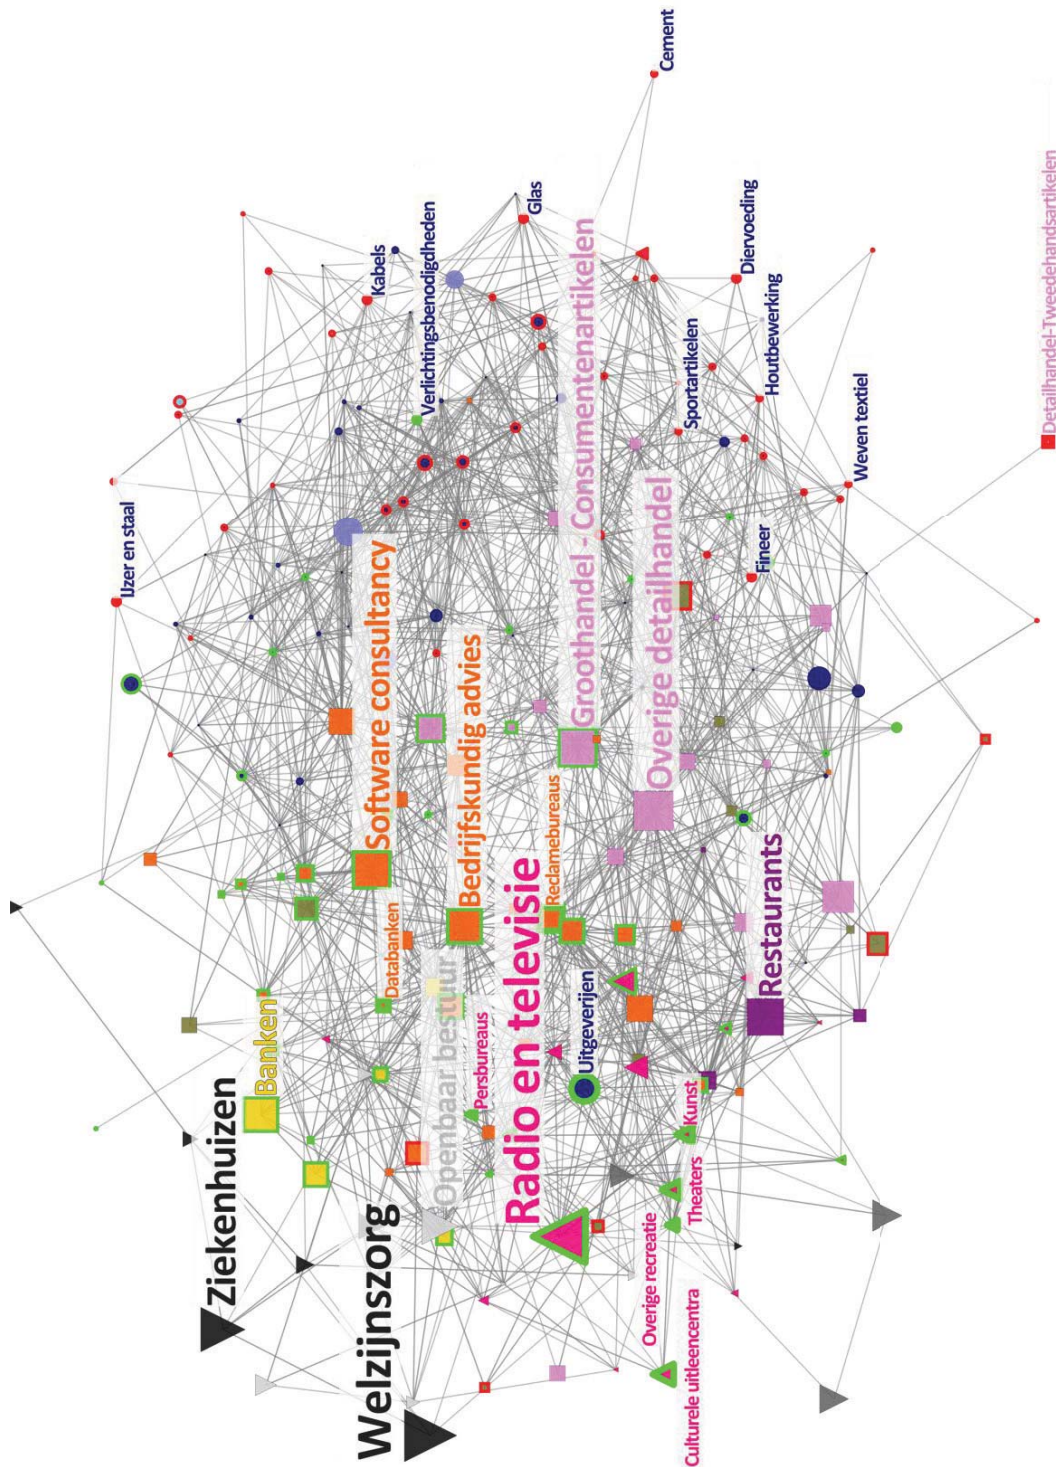 Cement
Glas
Kabels
Verlichtingsbenodigdheden
IJzer en staal
Diervoeding
Houtbewerking
Sportartikelen
Weven textiel
Fineer
Detailhandel-Tweedehandsartikelen
Groothandel - Consumentenartikelen
Overige detailhandel
Software consultancy
Bedrijfskundig advies
Reclamebureaus
Restaurants
Databanken
Uitgeverijen
Banken
Openbaar bestuur
Persbureaus
Radio en televisie
Kunst
Theaters
Ziekenhuizen
Welzijnszorg
Overige recreatie
Culturele uitleencentra